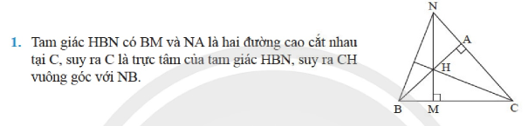 1. Tam giác HBN có BM và NA là hai đường cao cắt nhau
tại C, suy ra C là trực tâm của tam giác HBN, suy ra CH
vuông góc với NB.
N
A
H
B
M
C